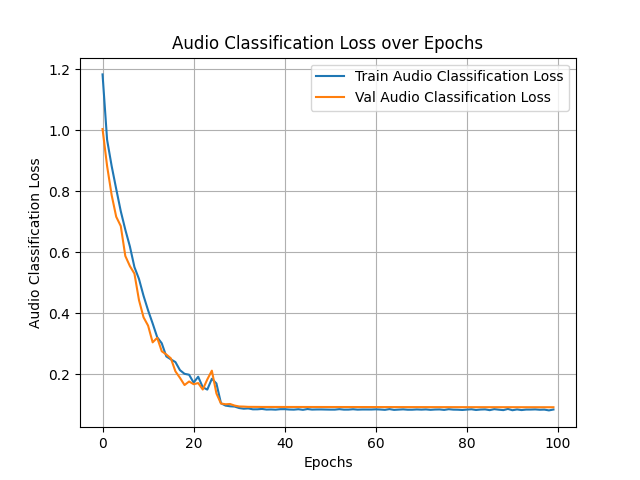 Audio Classification Loss over Epochs
Train Audio Classification Loss
Val Audio Classification Loss
Audio Classification Loss
1.2
1.0
0.8
0.6
0.4
0.2
0 20 40 60 80 100
Epochs